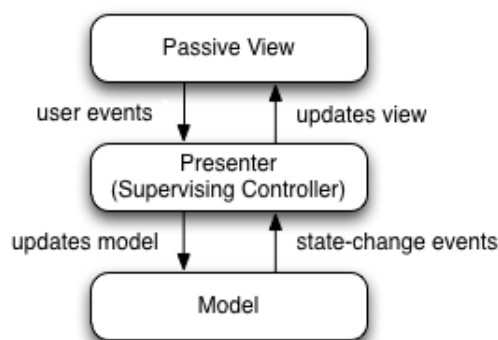 Passive View
user events
updates view
Presenter
(Supervising Controller)
updates model
state-change events
Model